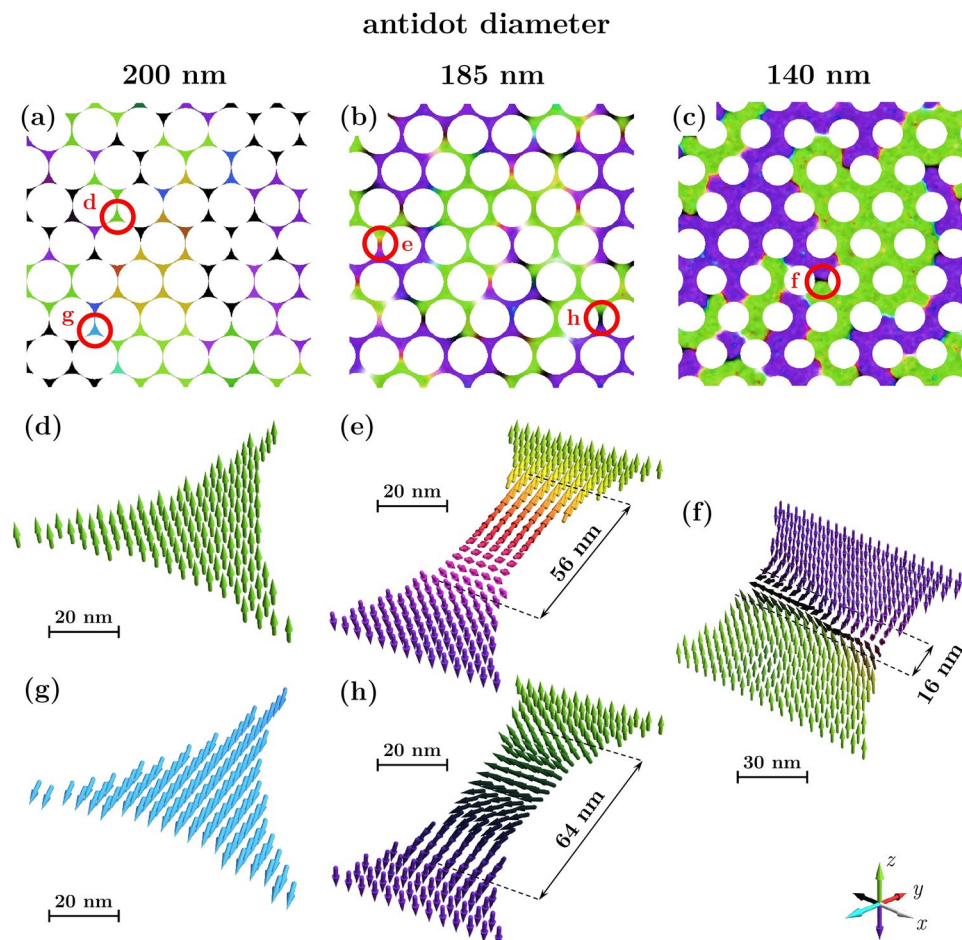 antidot diameter
200 nm
185 nm
140 nm
(a)
(b)
(c)
d
e
f
g
h
(d)
(e)
(f)
20 nm
20 nm
56 nm
16 nm
(g)
(h)
20 nm
20 nm
64 nm
30 nm
z
y
x